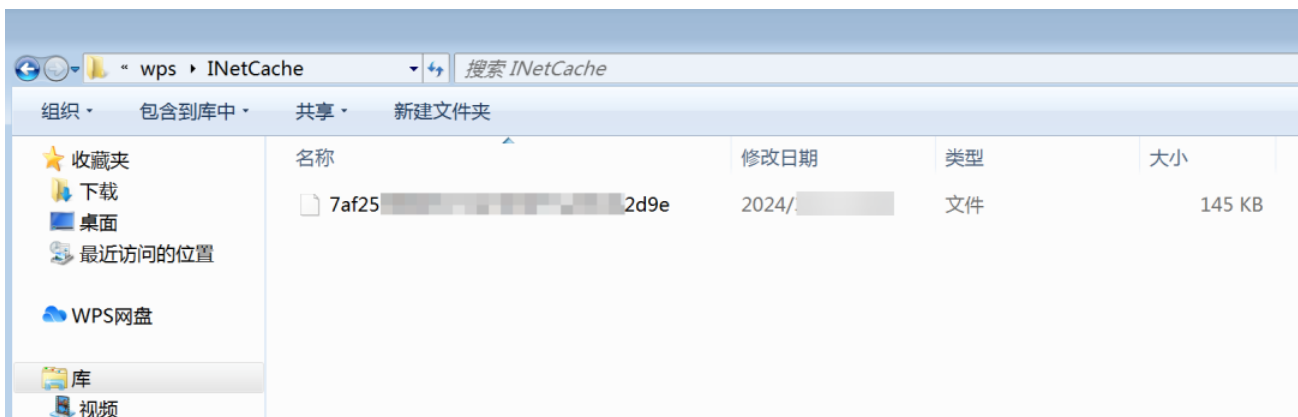 « wps ▸ INetCache
搜索 INetCache
组织
包含到库中
共享
新建文件夹
名称
修改日期
类型
大小
收藏夹
下载
桌面
最近访问的位置
WPS网盘
库
视频
7af25 2d9e
2024/
文件
145 KB